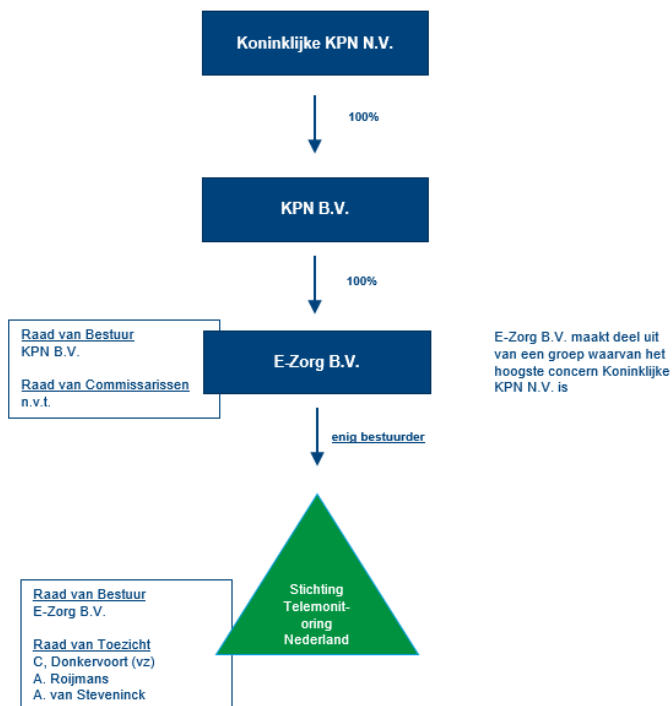 Koninklijke KPN N.V.
100%
KPN B.V.
100%
Raad van Bestuur
KPN B.V.
Raad van Commissarissen
n.v.t.
E-Zorg B.V.
E-Zorg B.V. maakt deel uit
van een groep waarvan het
hoogste concern Koninklijke
KPN N.V. is
enig bestuurder
Stichting
Telemonit-
oring
Nederland
Raad van Bestuur
E-Zorg B.V.
Raad van Toezicht
C, Donkervoort (vz)
A. Roijmans
A. van Steveninck